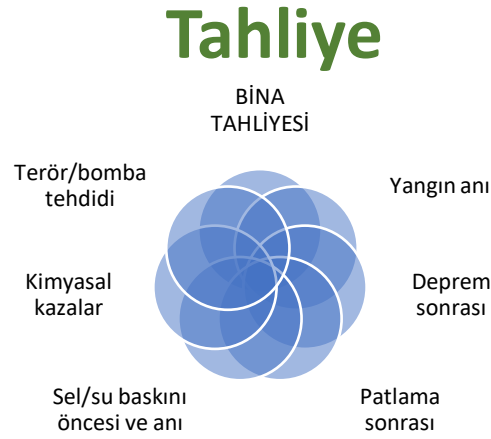 Tahliye
BİNA
TAHLİYESİ
Yangın anı
Deprem
sonrası
Patlama
sonrası
Sel/su baskını
öncesi ve anı
Kimyasal
kazalar
Terör/bomba
tehdidi